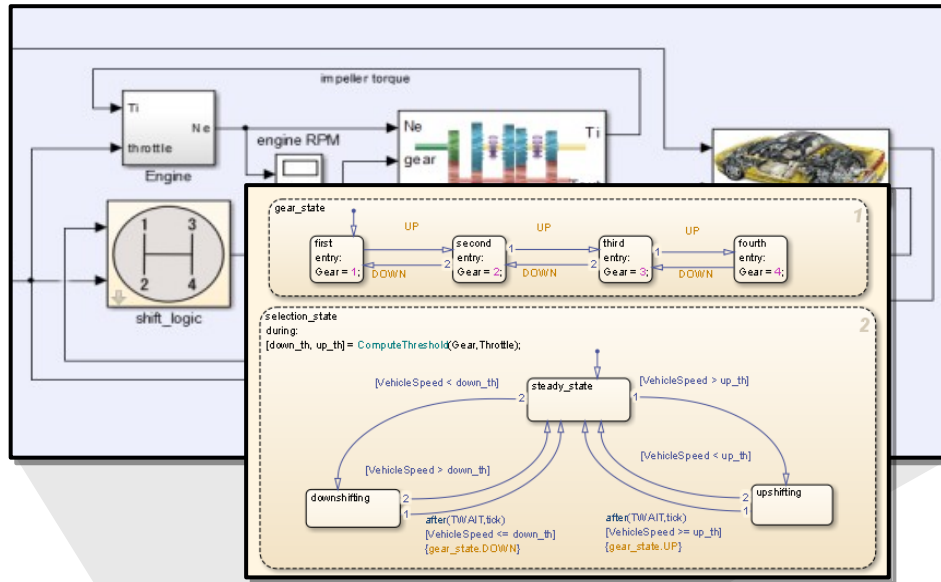 impeller torque
Ti
Ne
throttle
Engine
engine RPM
Ne
gear
Ti
1 3
2 4
shift_logic
gear_state
1
UP
UP
UP
first
entry:
Gear = 1;
second
entry:
Gear = 2;
third
entry:
Gear = 3;
fourth
entry:
Gear = 4;
1
2
1
2
DOWN
DOWN
DOWN
selection_state
2
during:
[down_th, up_th] = ComputeThreshold(Gear,Throttle);
[VehicleSpeed < down_th]
steady_state
[VehicleSpeed > up_th]
2
1
[VehicleSpeed > down_th]
[VehicleSpeed < up_th]
downshifting
2
1
upshifting
2
1
after(TWAIT,tick)
[VehicleSpeed <= down_th]
{gear_state.DOWN}
after(TWAIT,tick)
[VehicleSpeed >= up_th]
{gear_state.UP}